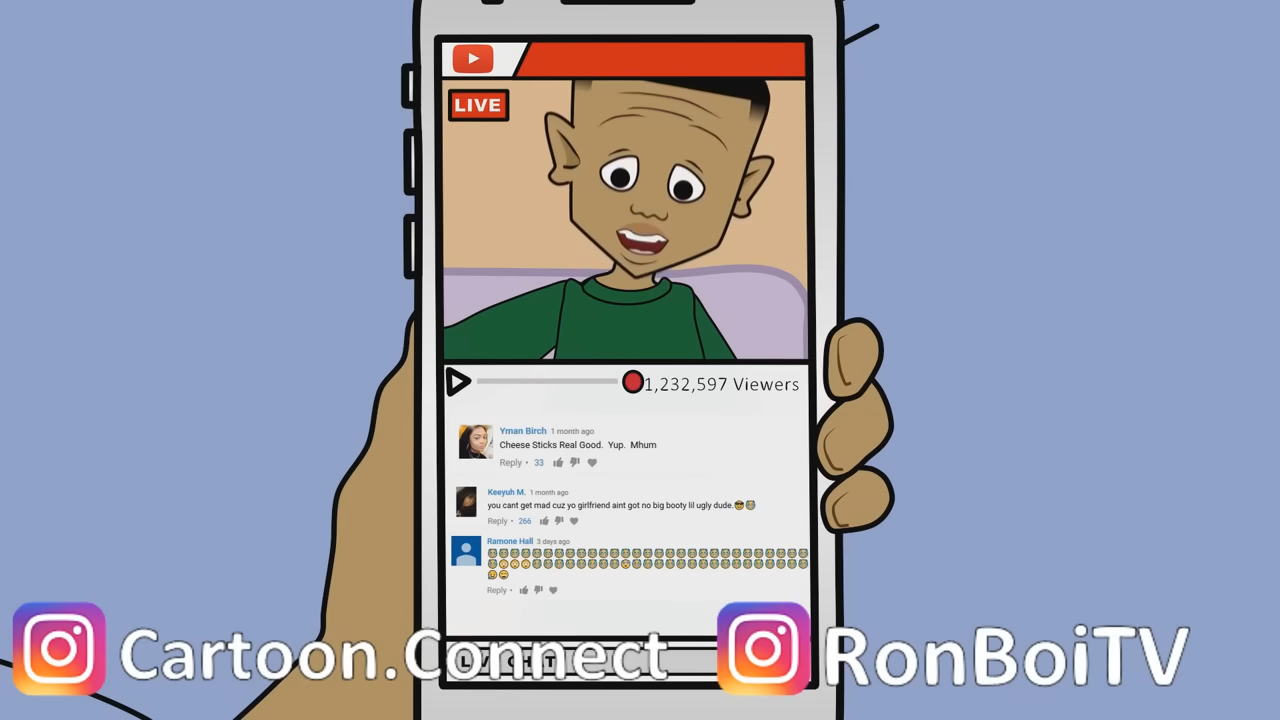 LIVE
1,232,597 Viewers
Yman Birch 1 month ago
Cheese Sticks Real Good. Yup. Mhum
Reply • 33
Keeyuh M. 1 month ago
you cant get mad cuz yo girlfriend aint got no big booty lil ugly dude.😎
Reply • 266
Ramone Hall 3 days ago
Reply •
Cartoon.Connect
RonBoiTV